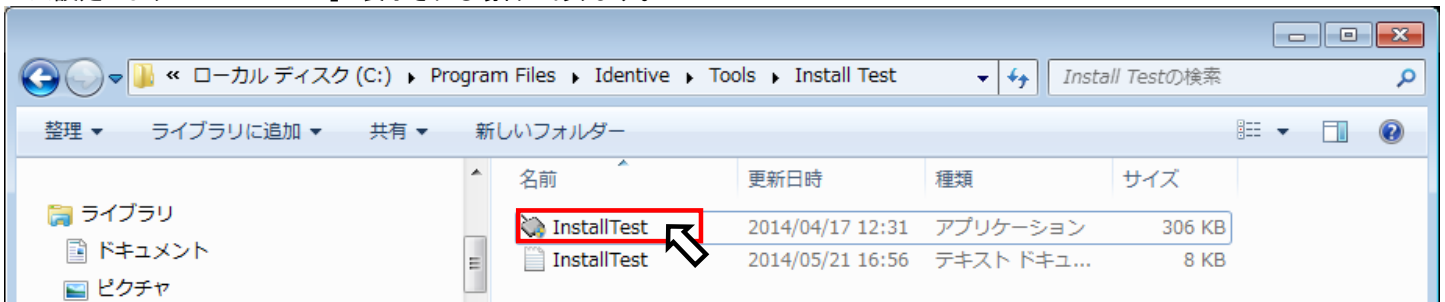 « ローカル ディスク (C:) ▸ Program Files ▸ Identive ▸ Tools ▸ Install Test
Install Testの検索
整理 ライブラリに追加 共有 新しいフォルダー
名前 更新日時 種類 サイズ
ライブラリ
InstallTest 2014/04/17 12:31 アプリケーション 306 KB
ドキュメント
InstallTest 2014/05/21 16:56 テキスト ドキュ... 8 KB
ピクチャ